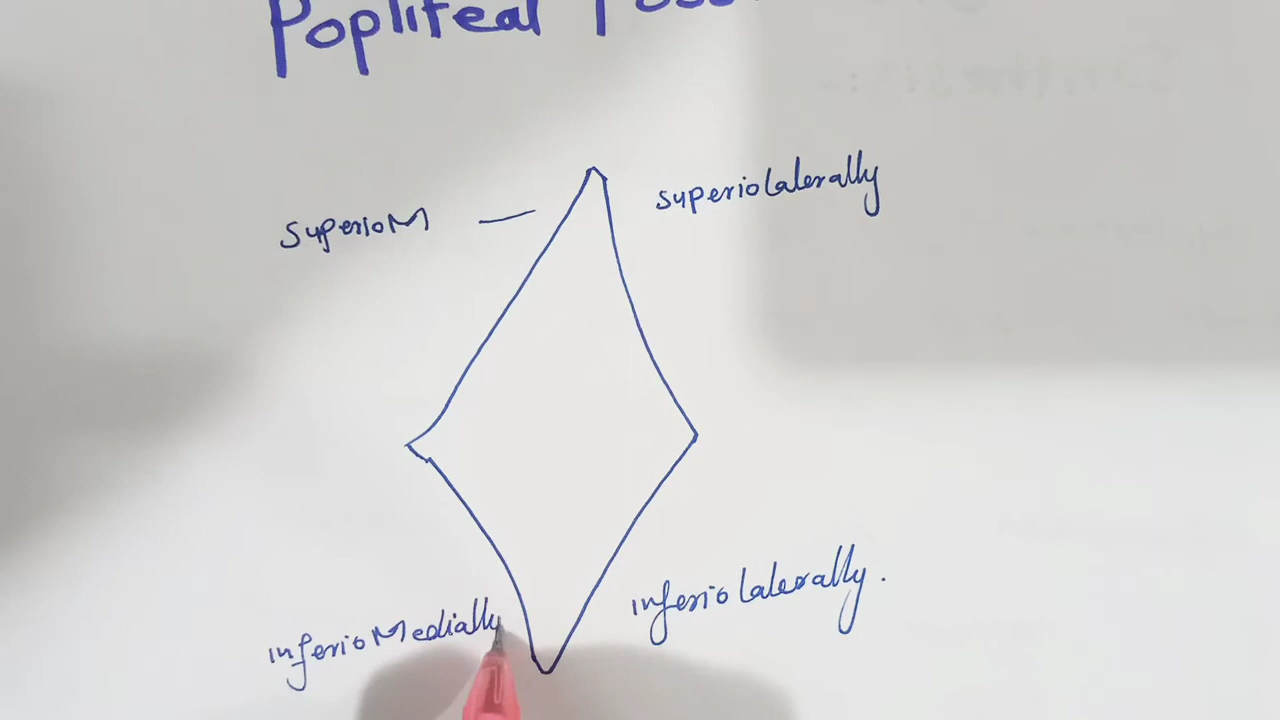 Popliteal
superiolaterally
superioM
inferiolaterally.
inferioMedially